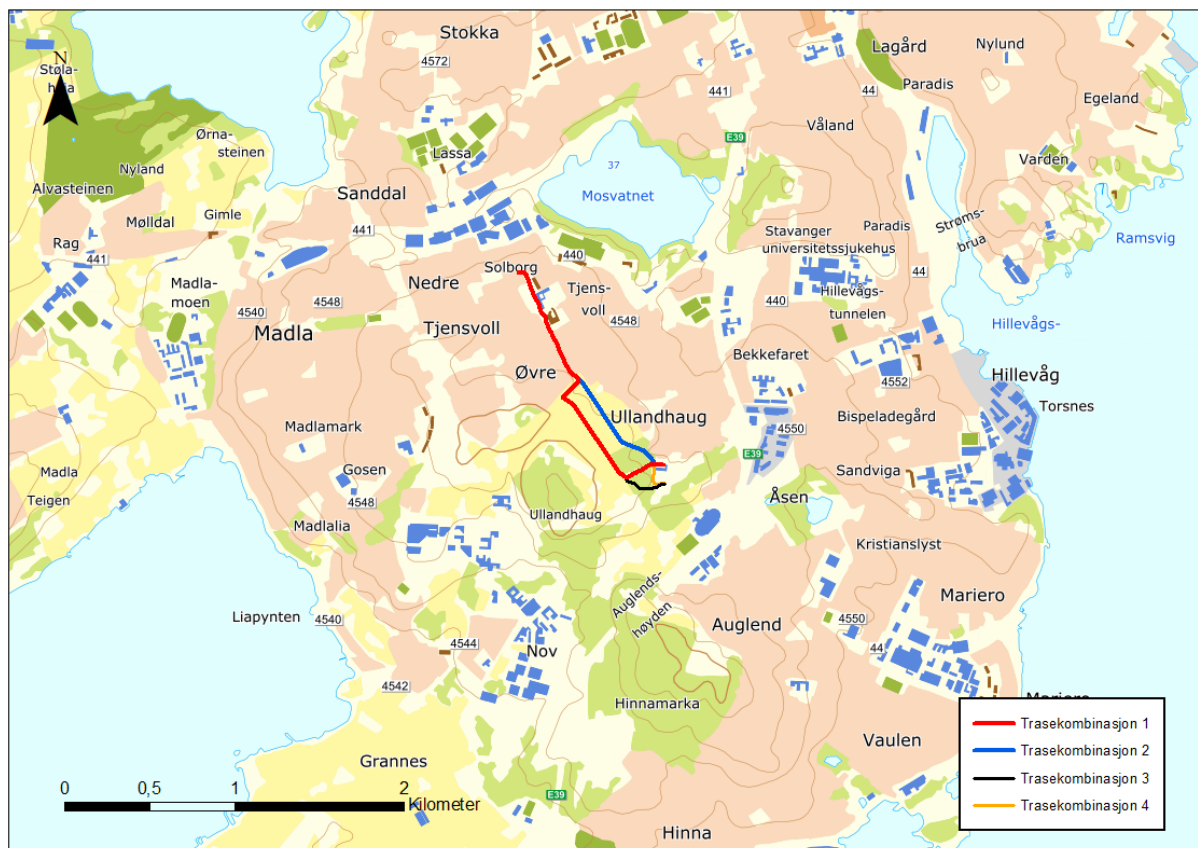 Stokka
Lagård
Nylund
N
Støla-
4572
Paradis
441
44
Egeland
Ørna-
steinen
Våland
E39
Nyland
Lassa
37
Varden
Alvasteinen
Sanddal
Mosvatnet
Gimle
Mølldal
Stavanger
Paradis
Strøms-
brua
441
universitetssjukehus
Ramsvig
Rag
440
441
Solborg
44
Madla-
moen
Nedre
Tjens-
voll
Hillevågs-
tunnelen
440
4548
4540
4548
Hillevågs-
Madla
Tjensvoll
Bekkefaret
Øvre
4552
Hillevåg
Torsnes
Ullandhaug
Bispeladegård
Madlamark
4550
E39
Gosen
Sandviga
Madla
Teigen
4548
Åsen
Ullandhaug
Madlalia
Kristianslyst
Auglends-
høyden
Mariero
Liapynten
4540
Auglend
4550
4544
Nov
44
4542
Hinnamarka
Mariero
Vaulen
Grannes
Trasekombinasjon 1
Trasekombinasjon 2
Trasekombinasjon 3
Trasekombinasjon 4
0
0,5
1
2
Kilometer
E39
Hinna